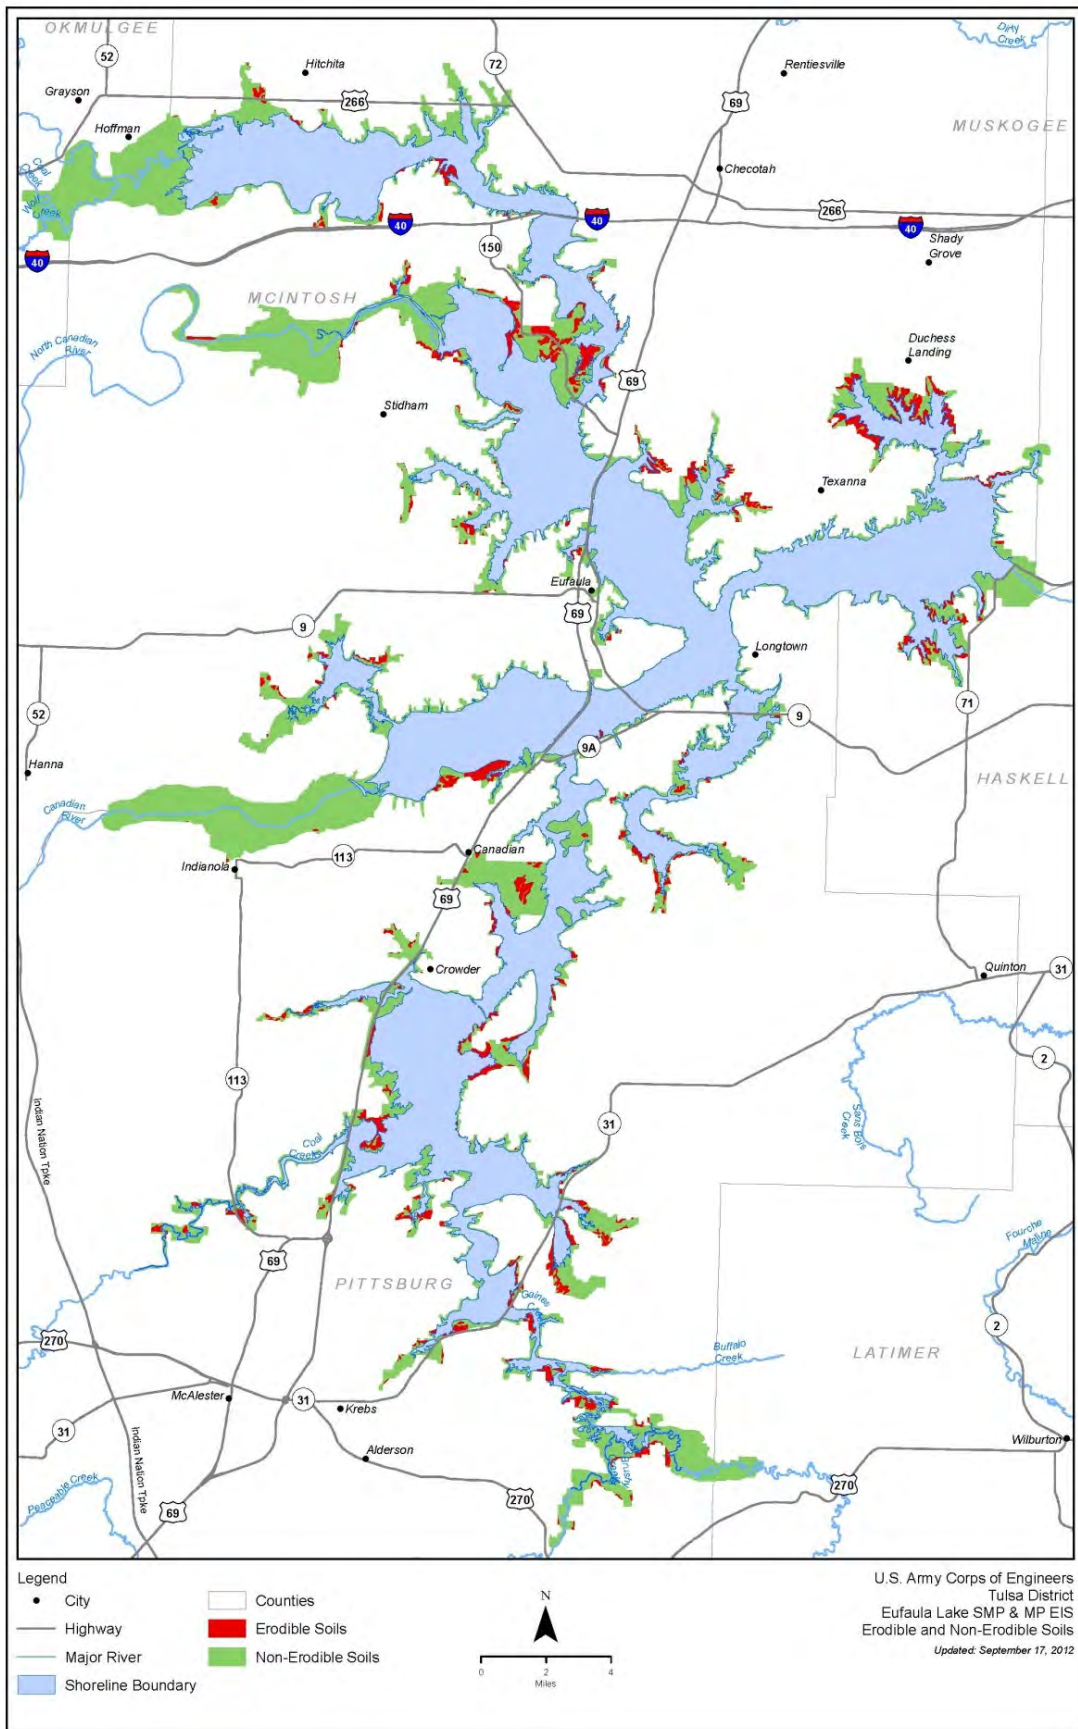 OKMULGEE
Dirty
Creek
52
Hitchita
72
Rentiesville
Grayson
266
69
Hoffman
MUSKOGEE
Coal
Creek
Checotah
Wolf
Creek
266
40
40
40
40
150
Shady
Grove
MCINTOSH
North Canadian
River
Duchess
Landing
69
Stidham
Texanna
Eufaula
69
9
Longtown
52
9
71
9A
Hanna
HASKELL
Canadian
River
Canadian
113
Indianola
69
Crowder
Quinton
31
2
113
Sans Bois
Creek
Indian Nation Tpke
31
Coal
Creek
Fourche
Maline
69
PITTSBURG
Gaines
2
270
Buffalo
Creek
LATIMER
McAlester
31
Krebs
31
Wilburton
Alderson
Brushy
Creek
Peaceable Creek
Indian Nation Tpke
270
270
69
Legend
City
Highway
Major River
Shoreline Boundary
Counties
Erodible Soils
Non-Erodible Soils
N
0 2 4
Miles
U.S. Army Corps of Engineers
Tulsa District
Eufaula Lake SMP & MP EIS
Erodible and Non-Erodible Soils
Updated: September 17, 2012